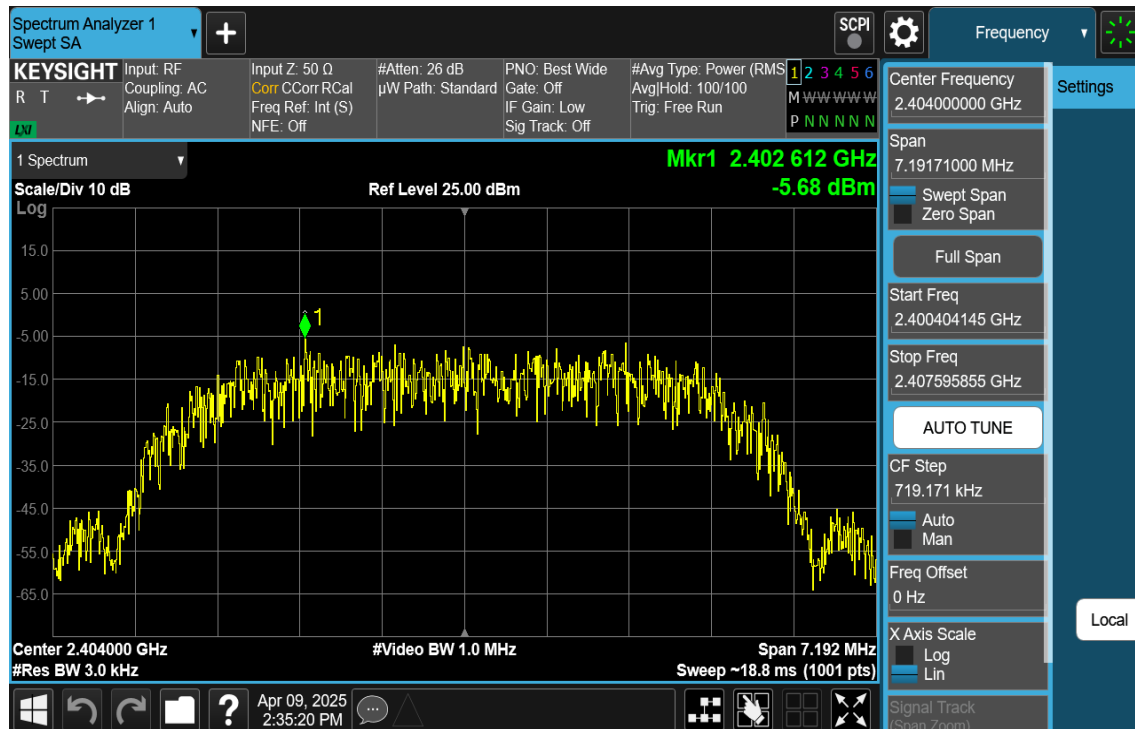 Spectrum Analyzer 1
Swept SA
+
SCPI
Frequency
KEYSIGHT
R T
LXI
Input: RF
Coupling: AC
Align: Auto
Input Z: 50 Ω
Corr CCorr RCal
Freq Ref: Int (S)
NFE: Off
#Atten: 26 dB
µW Path: Standard
PNO: Best Wide
Gate: Off
IF Gain: Low
Sig Track: Off
#Avg Type: Power (RMS
Avg|Hold: 100/100
Trig: Free Run
1 2 3 4 5 6
M W W W W W
P N N N N N
1 Spectrum
Mkr1 2.402 612 GHz
-5.68 dBm
Scale/Div 10 dB
Ref Level 25.00 dBm
Log
15.0
5.00
-5.00
-15.0
-25.0
-35.0
-45.0
-55.0
-65.0
1
Center 2.404000 GHz
#Video BW 1.0 MHz
Span 7.192 MHz
#Res BW 3.0 kHz
Sweep ~18.8 ms (1001 pts)
?
Apr 09, 2025
2:35:20 PM
Center Frequency
2.404000000 GHz
Span
7.19171000 MHz
Swept Span
Zero Span
Full Span
Start Freq
2.400404145 GHz
Stop Freq
2.407595855 GHz
AUTO TUNE
CF Step
719.171 kHz
Auto
Man
Freq Offset
0 Hz
X Axis Scale
Log
Lin
Signal Track
(Span Zoom)
Settings
Local